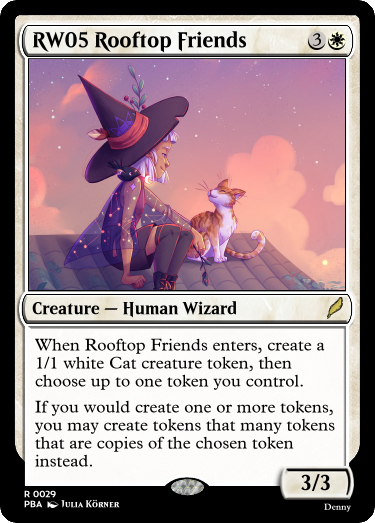 RW05 Rooftop Friends 3
Creature — Human Wizard
When Rooftop Friends enters, create a
1/1 white Cat creature token, then
choose up to one token you control.
If you would create one or more tokens,
you may create tokens that many tokens
that are copies of the chosen token
instead.
3/3
R 0029
PBA Julia Körner
Denny